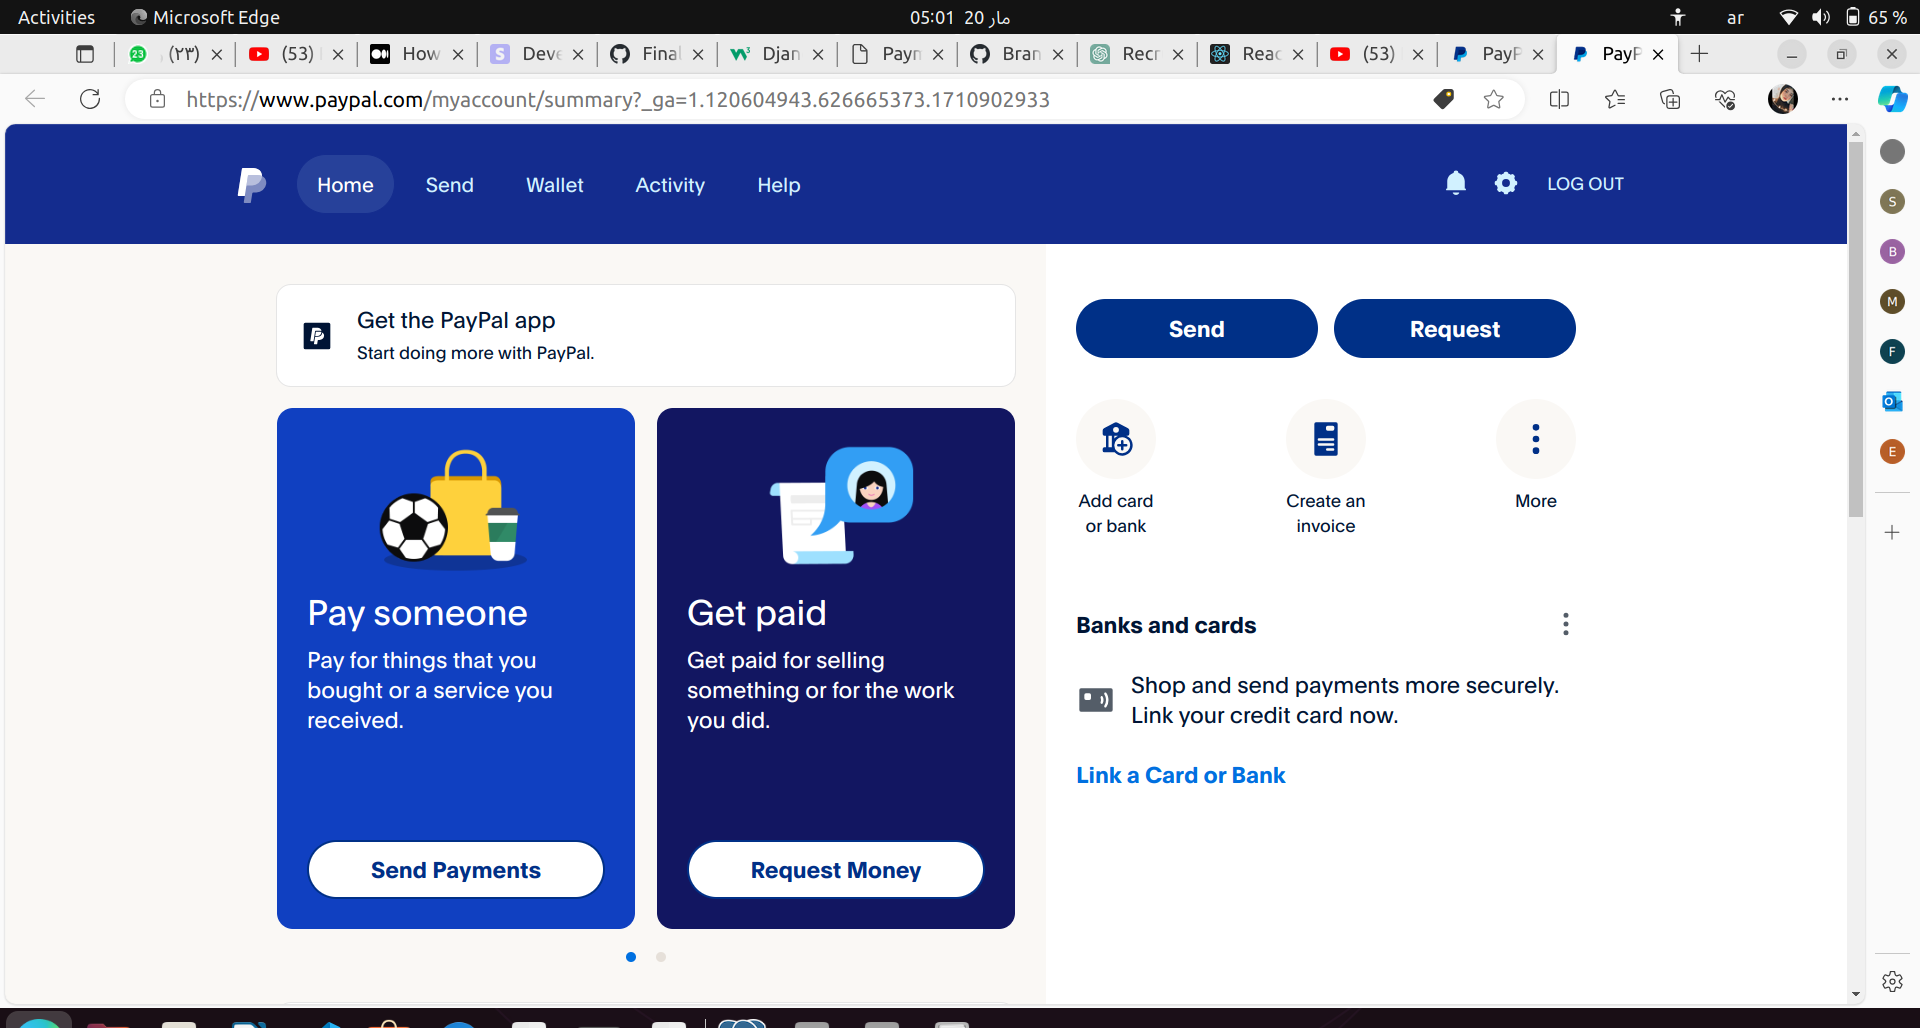 Activities
Microsoft Edge
05:01 20 مار
ar
65 %
23
(٢٣)
(53)
How
S
Deve
Final
Djan
Paym
Bran
Recr
Reac
(53)
PayP
PayP
https://www.paypal.com/myaccount/summary?_ga=1.120604943.626665373.1710902933
Home
Send
Wallet
Activity
Help
LOG OUT
S
B
M
F
E
Get the PayPal app
Start doing more with PayPal.
Send
Request
Add card
or bank
Create an
invoice
More
Pay someone
Pay for things that you
bought or a service you
received.
Send Payments
Get paid
Get paid for selling
something or for the work
you did.
Request Money
Banks and cards
Shop and send payments more securely.
Link your credit card now.
Link a Card or Bank